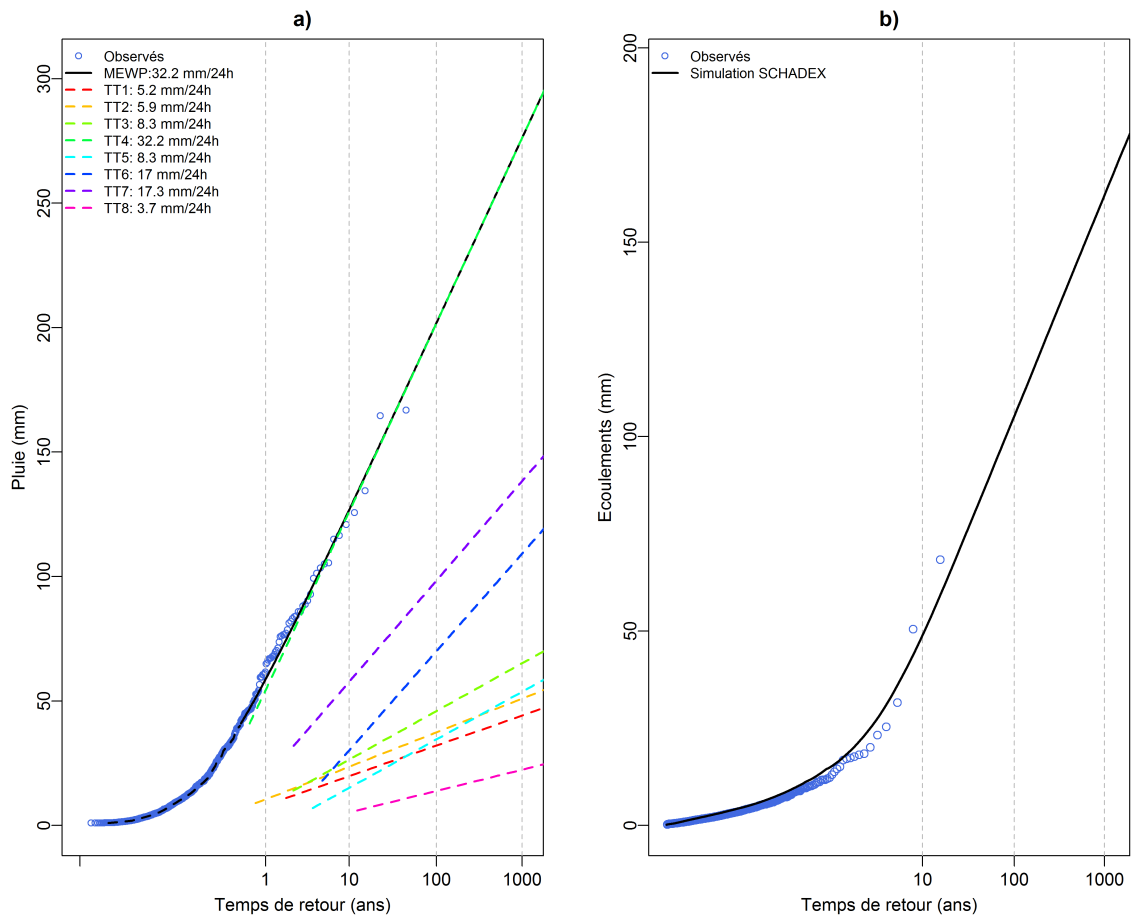 a)
Observés
MEWP:32.2 mm/24h
TT1: 5.2 mm/24h
TT2: 5.9 mm/24h
TT3: 8.3 mm/24h
TT4: 32.2 mm/24h
TT5: 8.3 mm/24h
TT6: 17 mm/24h
TT7: 17.3 mm/24h
TT8: 3.7 mm/24h
Pluie (mm)
300
250
200
150
100
50
0
1 10 100 1000
Temps de retour (ans)
b)
Observés
Simulation SCHADEX
Ecoulements (mm)
200
150
100
50
0
10 100 1000
Temps de retour (ans)